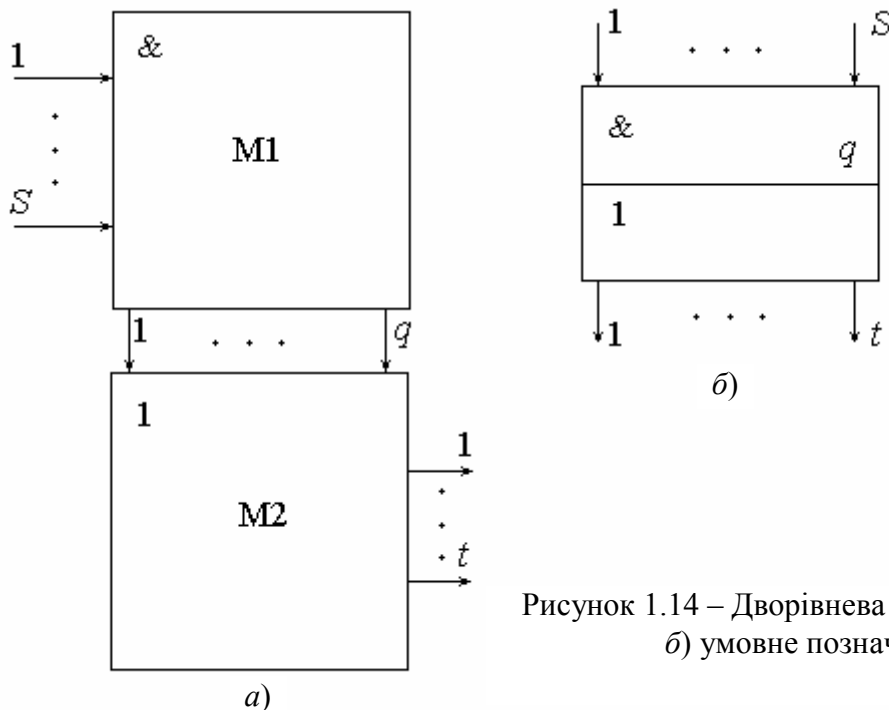 1
&
M1
S
1 . . . q
1
M2
1
t
а)
1 . . . S
&
q
1
1 . . . t
б)
Рисунок 1.14 – Дворівнева
б) умовне познач